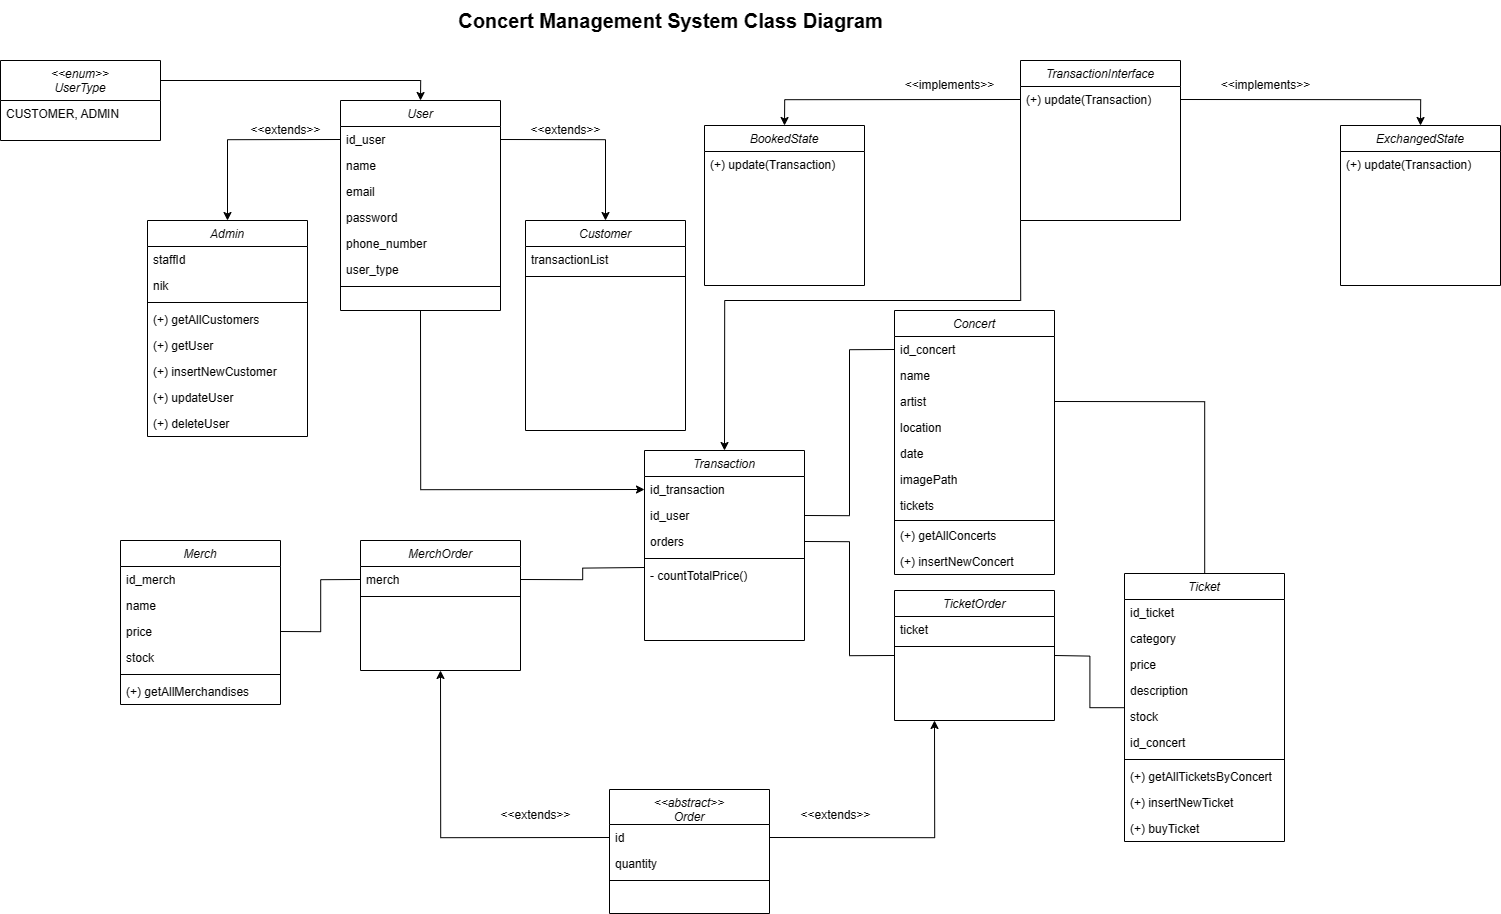 Concert Management System Class Diagram
<<enum>>
UserType
CUSTOMER, ADMIN
User
id_user
name
email
password
phone_number
user_type
<<extends>>
<<extends>>
Admin
staffId
nik
(+) getAllCustomers
(+) getUser
(+) insertNewCustomer
(+) updateUser
(+) deleteUser
Customer
transactionList
TransactionInterface
(+) update(Transaction)
<<implements>>
<<implements>>
BookedState
(+) update(Transaction)
ExchangedState
(+) update(Transaction)
Concert
id_concert
name
artist
location
date
imagePath
tickets
(+) getAllConcerts
(+) insertNewConcert
Transaction
id_transaction
id_user
orders
- countTotalPrice()
Merch
id_merch
name
price
stock
(+) getAllMerchandises
MerchOrder
merch
TicketOrder
ticket
Ticket
id_ticket
category
price
description
stock
id_concert
(+) getAllTicketsByConcert
(+) insertNewTicket
(+) buyTicket
<<extends>>
<<abstract>>
Order
id
quantity
<<extends>>